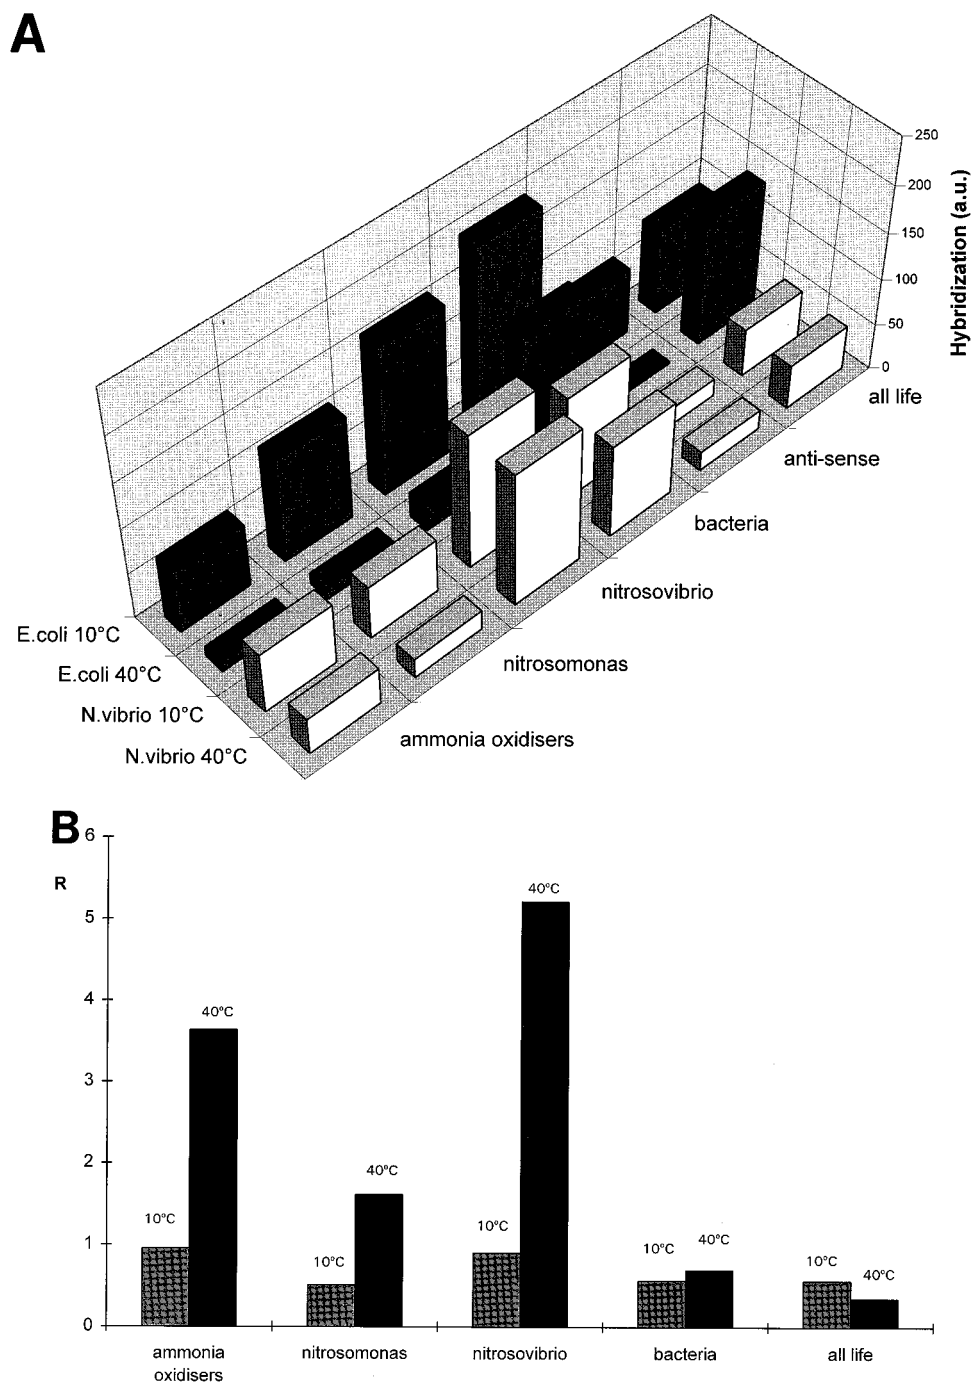 A
250
200
150
100
50
0
Hybridization (a.u.)
all life
anti-sense
bacteria
nitrosovibrio
nitrosomonas
ammonia oxidisers
E.coli 10°C
E.coli 40°C
N.vibrio 10°C
N.vibrio 40°C
B
R
6
5
4
3
2
1
0
10°C
40°C
10°C
40°C
10°C
40°C
10°C
40°C
10°C
40°C
ammonia
oxidisers
nitrosomonas
nitrosovibrio
bacteria
all life